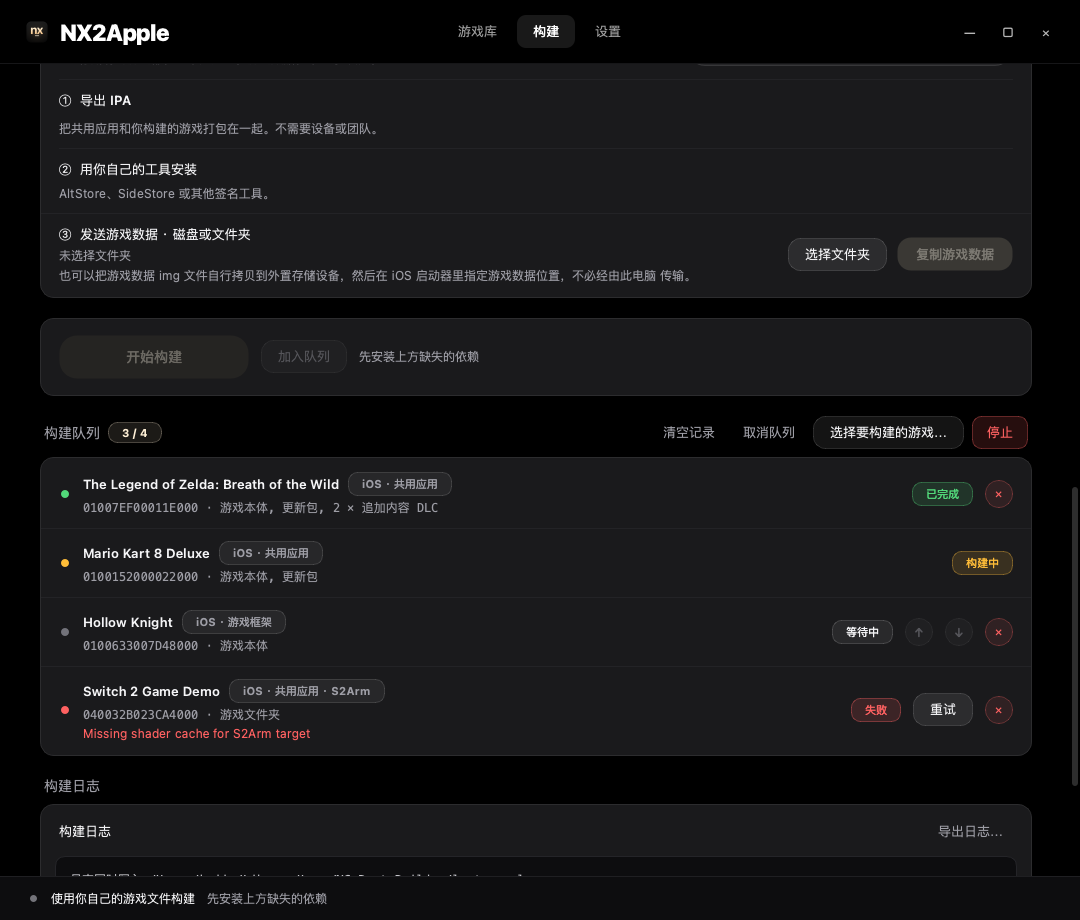 nx NX2Apple
游戏库 构建 设置
① 导出 IPA
把共用应用和你构建的游戏打包在一起。不需要设备或团队。
② 用你自己的工具安装
AltStore、SideStore 或其他签名工具。
③ 发送游戏数据 · 磁盘或文件夹
未选择文件夹
也可以把游戏数据 img 文件自行拷贝到外置存储设备，然后在 iOS 启动器里指定游戏数据位置，不必经由此电脑 传输。
选择文件夹 复制游戏数据
开始构建 加入队列 先安装上方缺失的依赖
构建队列 3 / 4 清空记录 取消队列 选择要构建的游戏… 停止
The Legend of Zelda: Breath of the Wild iOS · 共用应用
01007EF00011E000 · 游戏本体, 更新包, 2 × 追加内容 DLC
已完成 ×
Mario Kart 8 Deluxe iOS · 共用应用
0100152000022000 · 游戏本体, 更新包
构建中
Hollow Knight iOS · 游戏框架
0100633007D48000 · 游戏本体
等待中 ↑ ↓ ×
Switch 2 Game Demo iOS · 共用应用 · S2Arm
040032B023CA4000 · 游戏文件夹
Missing shader cache for S2Arm target
失败 重试 ×
构建日志
构建日志 导出日志…
使用你自己的游戏文件构建 先安装上方缺失的依赖